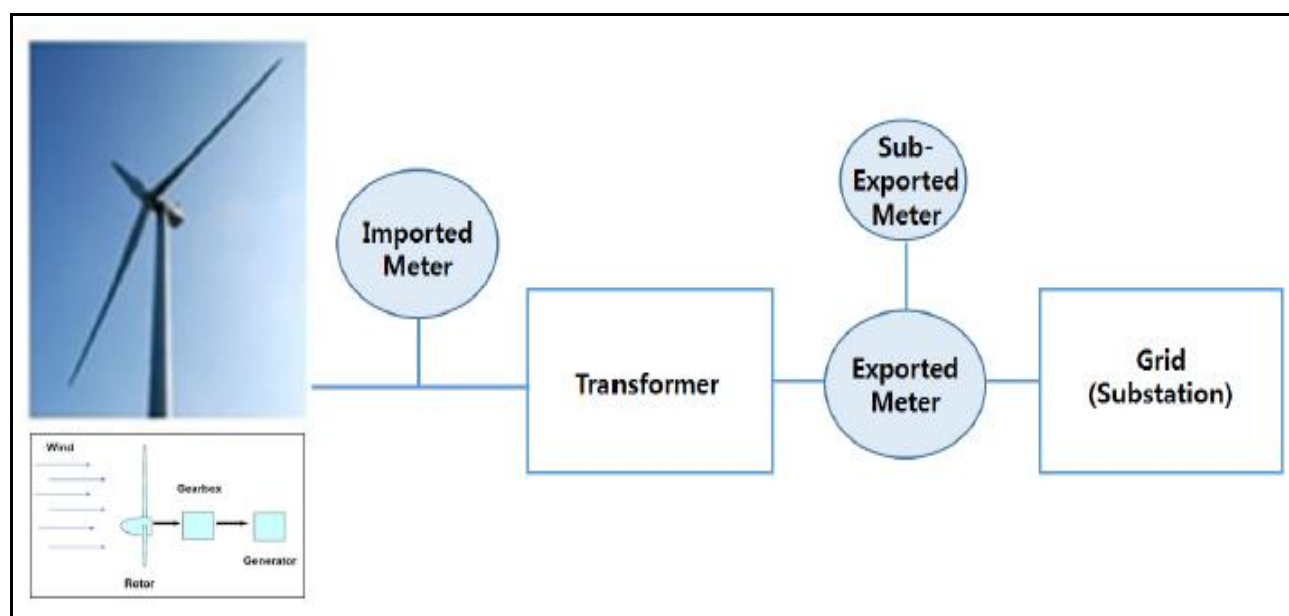 Imported
Meter
Sub-
Exported
Meter
Transformer
Exported
Meter
Grid
(Substation)
Wind
Gearbox
Generator
Rotor